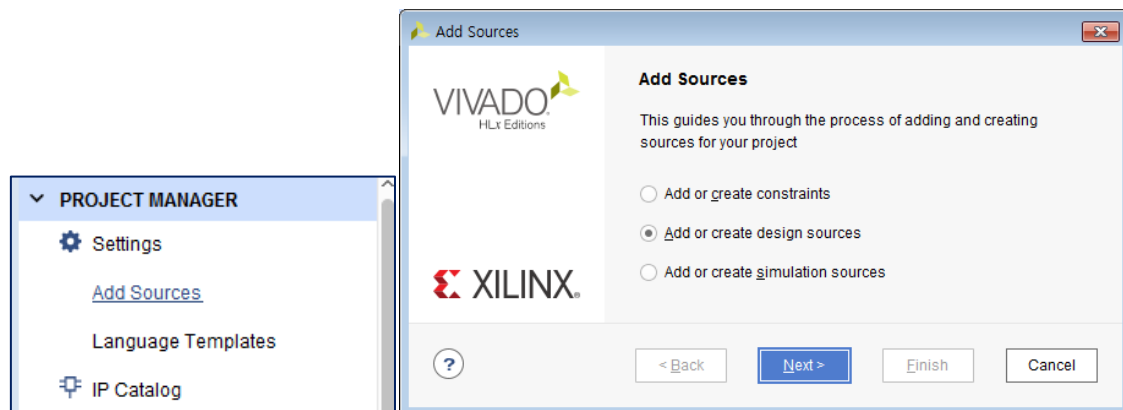 PROJECT MANAGER
Settings
Add Sources
Language Templates
IP Catalog
Add Sources
VIVADO.
HLx Editions
XILINX.
Add Sources
This guides you through the process of adding and creating
sources for your project
Add or create constraints
Add or create design sources
Add or create simulation sources
?
< Back
Next >
Finish
Cancel